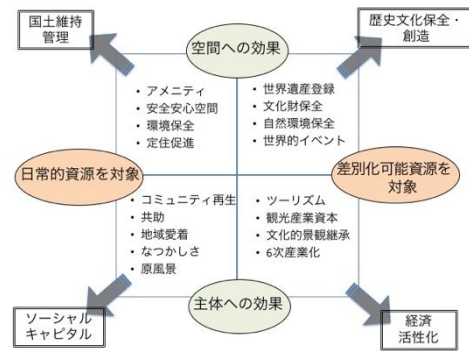 国土維持
管理
空間への効果
歴史文化保全・
創造
・ アメニティ
・ 安全安心空間
・ 環境保全
・ 定住促進
・ 世界遺産登録
・ 文化財保全
・ 自然環境保全
・ 世界的イベント
日常的資源を対象
差別化可能資源を
対象
・ コミュニティ再生
・ 共助
・ 地域愛着
・ なつかしさ
・ 原風景
・ ツーリズム
・ 観光産業資本
・ 文化的景観継承
・ 6次産業化
ソーシャル
キャピタル
主体への効果
経済
活性化